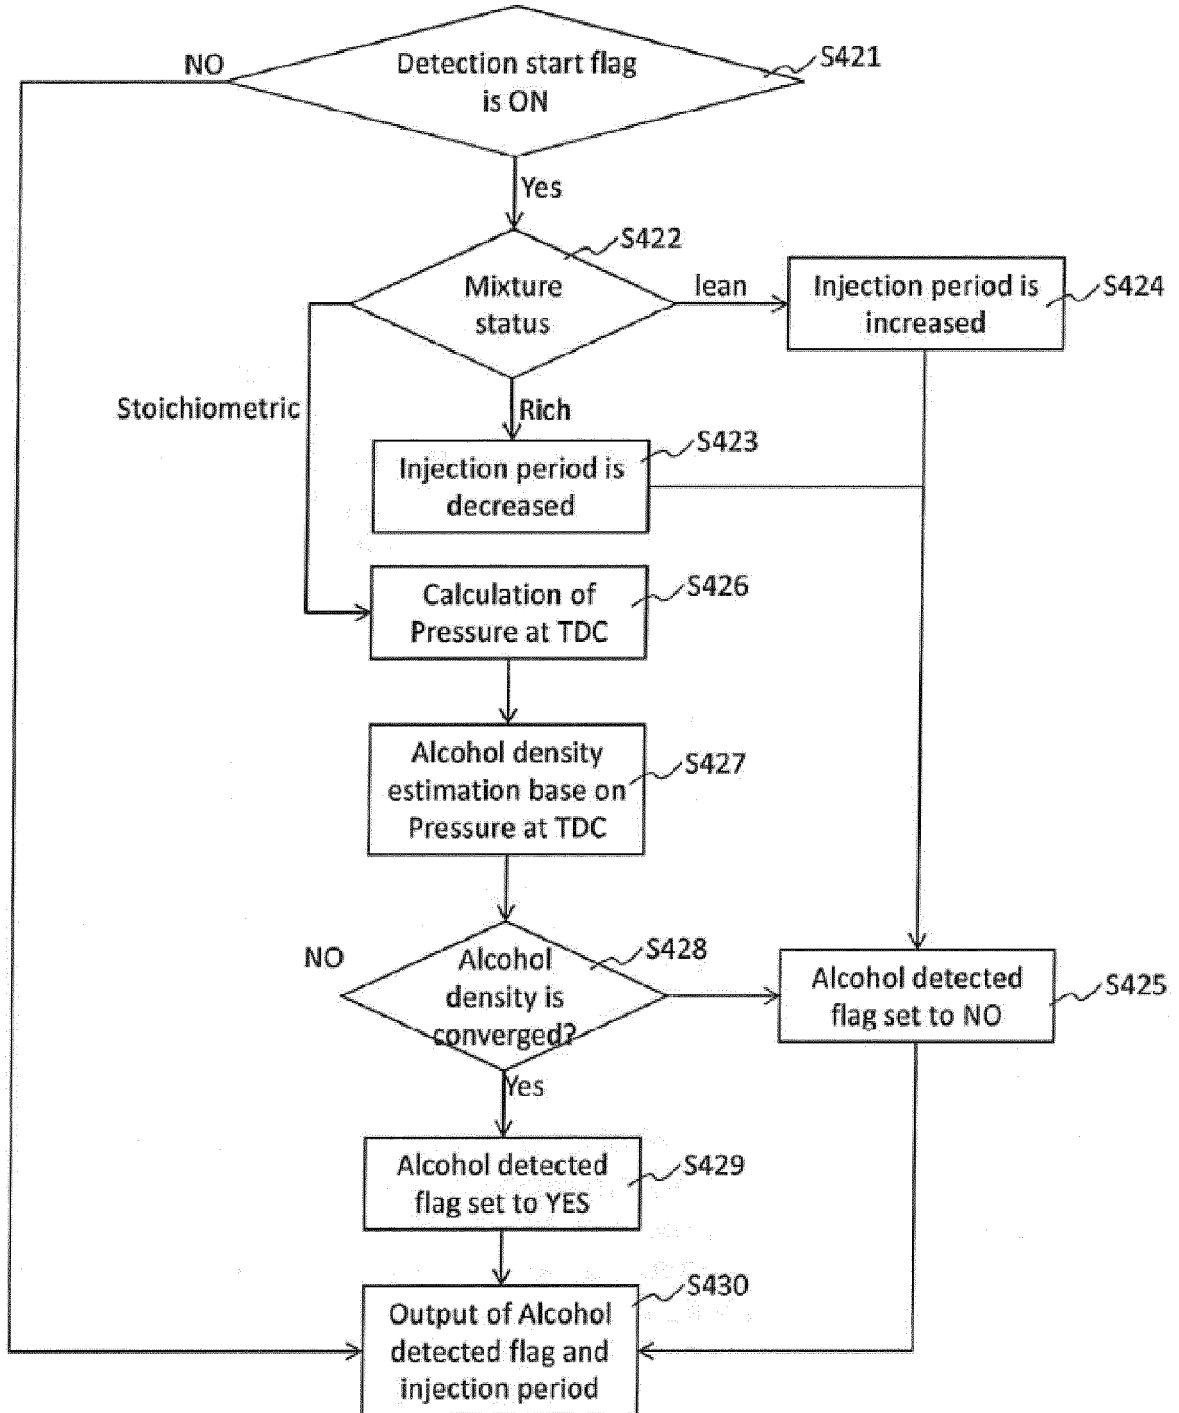 NO
Detection start flag
is ON
S421
Yes
S422
Mixture
status
lean
Injection period is
increased
S424
Stoichiometric
Rich
S423
Injection period is
decreased
S426
Calculation of
Pressure at TDC
Alcohol density
estimation base on
Pressure at TDC
S427
NO
S428
Alcohol
density is
converged?
Alcohol detected
flag set to NO
S425
Yes
Alcohol detected
flag set to YES
S429
S430
Output of Alcohol
detected flag and
injection period